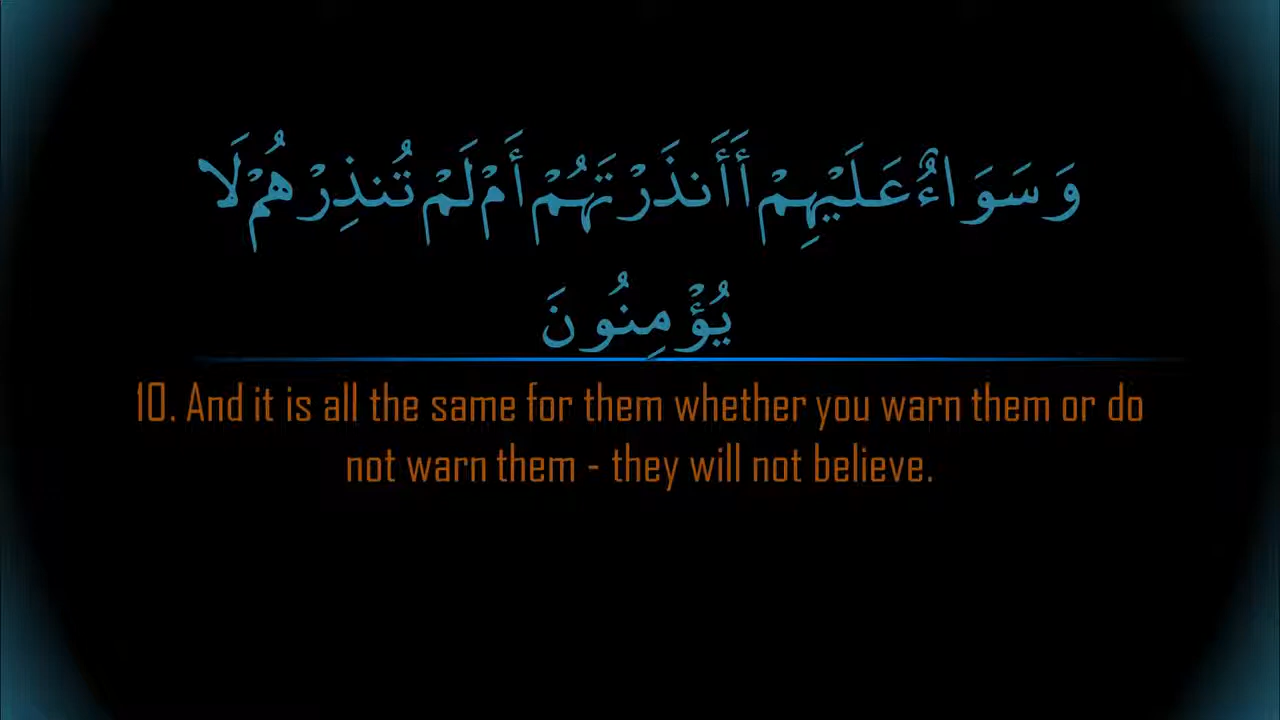 وَسَوَاءٌ عَلَيْهِمْ أَأَنذَرْتَهُمْ أَمْ لَمْ تُنذِرْهُمْ لَا
يُؤْمِنُونَ
10. And it is all the same for them whether you warn them or do
not warn them - they will not believe.